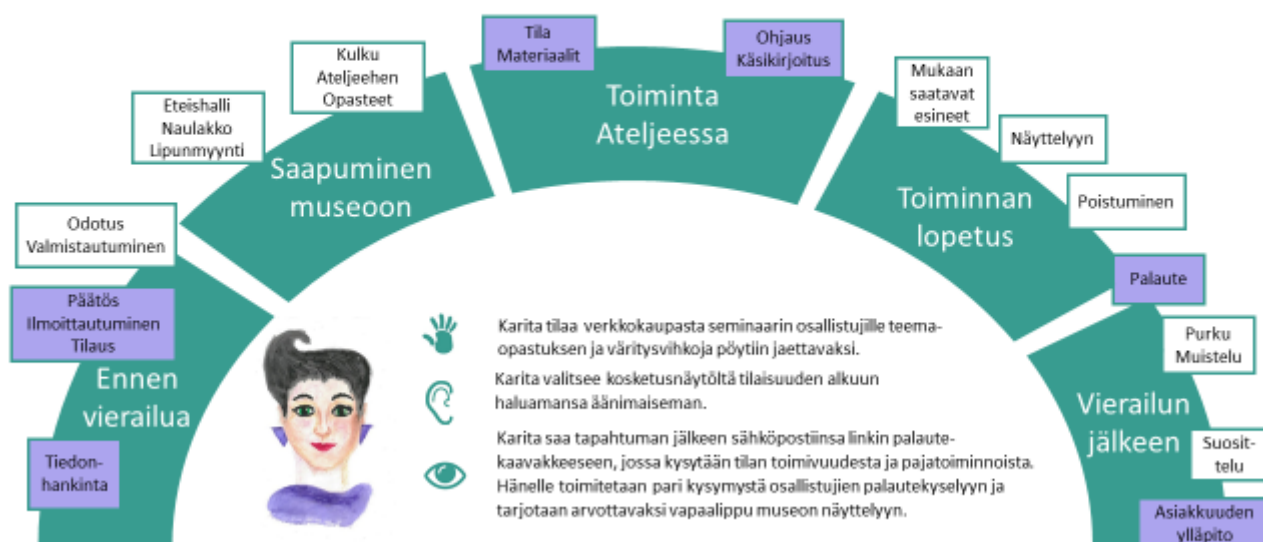 Tiedon-
hankinta
Päätös
Ilmoittautuminen
Tilaus
Odotus
Valmistautuminen
Ennen
vierailua
Eteishalli
Naulakko
Lipunmyynti
Kulku
Ateljeehen
Opasteet
Saapuminen
museoon
Tila
Materiaalit
Ohjaus
Käsikirjoitus
Toiminta
Ateljeessa
Mukaan
saatavat
esineet
Näyttelyyn
Poistuminen
Toiminnan
lopetus
Palaute
Purku
Muistelu
Vierailun
jälkeen
Suosit-
telu
Asiakkuuden
ylläpito
Karita tilaa verkkokaupasta seminaarin osallistujille teema-
opastuksen ja väritysvihkoja pöytiin jaettavaksi.
Karita valitsee kosketusnäytöltä tilaisuuden alkuun
haluamansa äänimaiseman.
Karita saa tapahtuman jälkeen sähköpostiinsa linkin palaute-
kaavakkeeseen, jossa kysytään tilan toimivuudesta ja pajatoiminnoista.
Hänelle toimitetaan pari kysymystä osallistujien palautekyselyyn ja
tarjotaan arvottavaksi vapaalippu museon näyttelyyn.